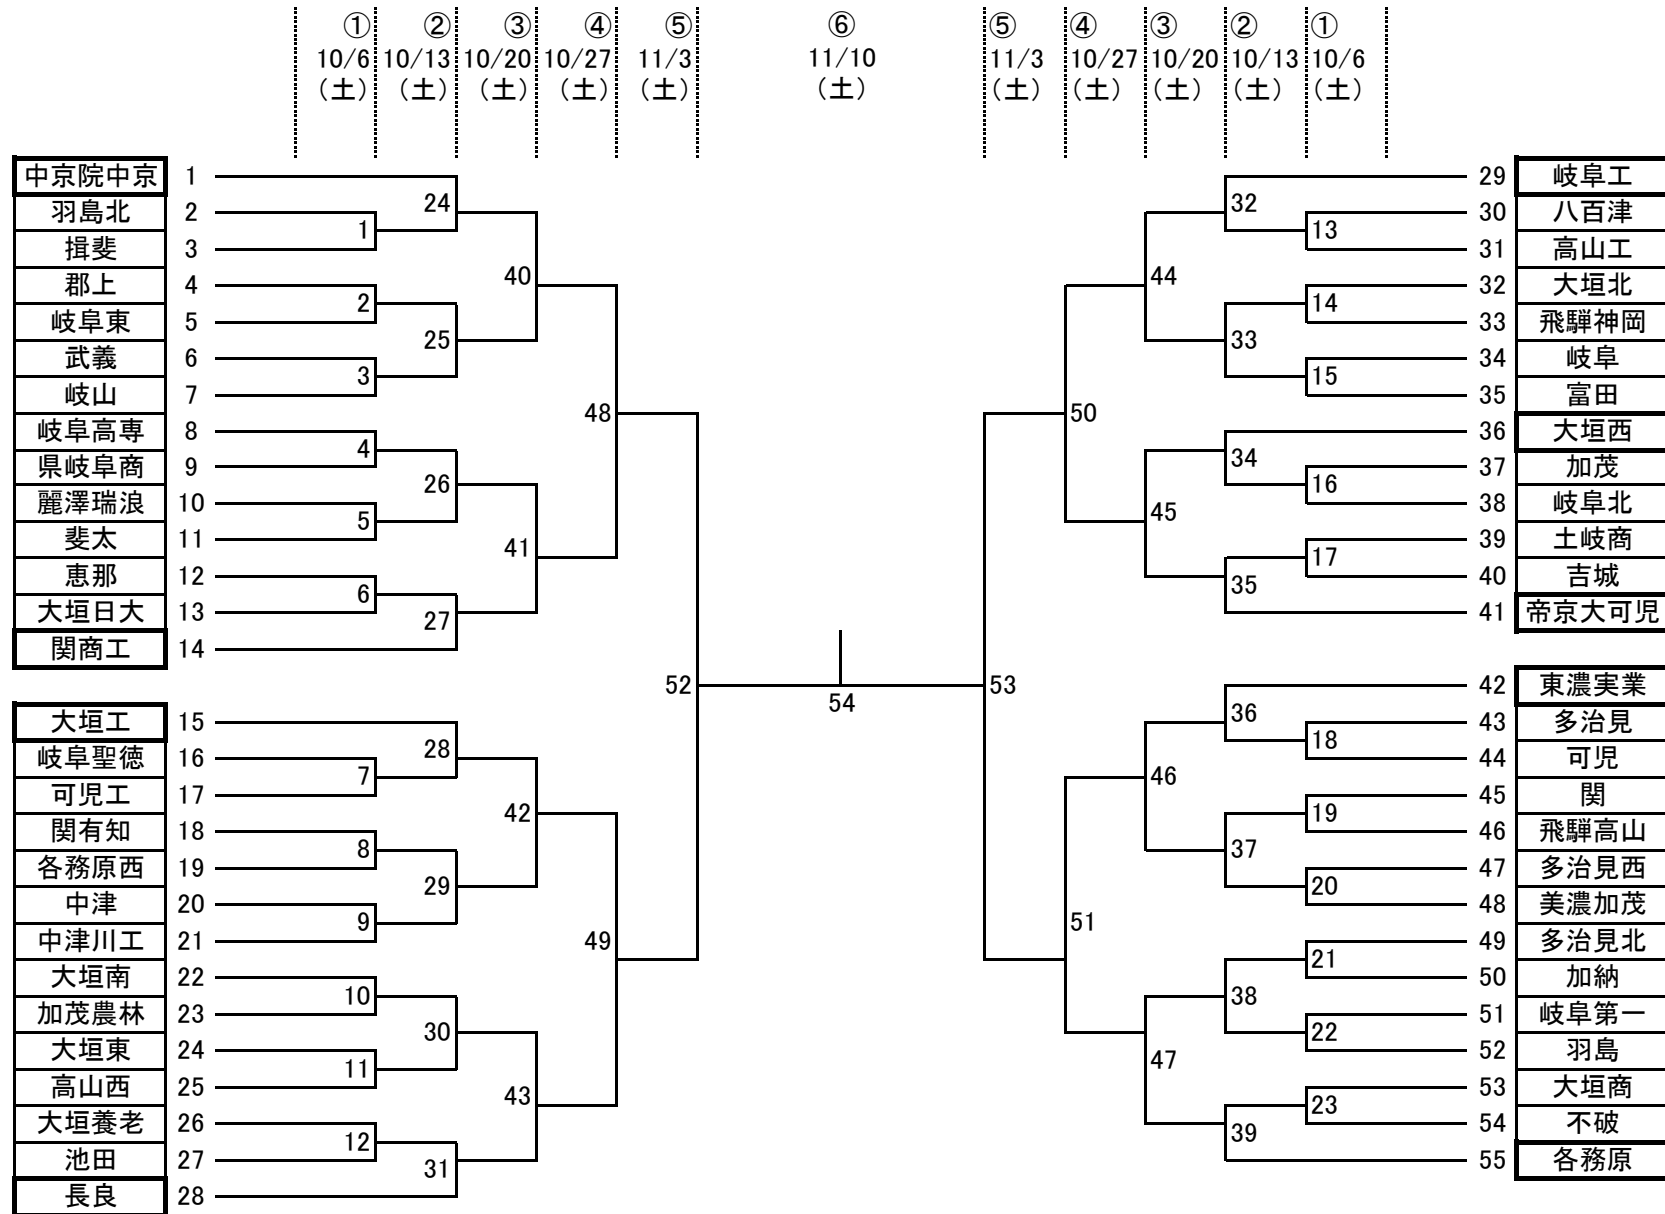 ① ② ③ ④ ⑤ ⑥ ⑤ ④ ③ ② ①
10/6 10/13 10/20 10/27 11/3 11/10 11/3 10/27 10/20 10/13 10/6
(土) (土) (土) (土) (土) (土) (土) (土) (土) (土) (土)
中京院中京 1
羽島北 2
揖斐 3
郡上 4
岐阜東 5
武義 6
岐山 7
岐阜高専 8
県岐阜商 9
麗澤瑞浪 10
斐太 11
恵那 12
大垣日大 13
関商工 14
大垣工 15
岐阜聖徳 16
可児工 17
関有知 18
各務原西 19
中津 20
中津川工 21
大垣南 22
加茂農林 23
大垣東 24
高山西 25
大垣養老 26
池田 27
長良 28
1
2
3
4
5
6
7
8
9
10
11
12
24
25
26
27
28
29
30
31
40
41
42
43
48
49
52
54
53
50
51
44
45
46
47
32
33
34
35
36
37
38
39
13
14
15
16
17
18
19
20
21
22
23
29 岐阜工
30 八百津
31 高山工
32 大垣北
33 飛騨神岡
34 岐阜
35 富田
36 大垣西
37 加茂
38 岐阜北
39 土岐商
40 吉城
41 帝京大可児
42 東濃実業
43 多治見
44 可児
45 関
46 飛騨高山
47 多治見西
48 美濃加茂
49 多治見北
50 加納
51 岐阜第一
52 羽島
53 大垣商
54 不破
55 各務原